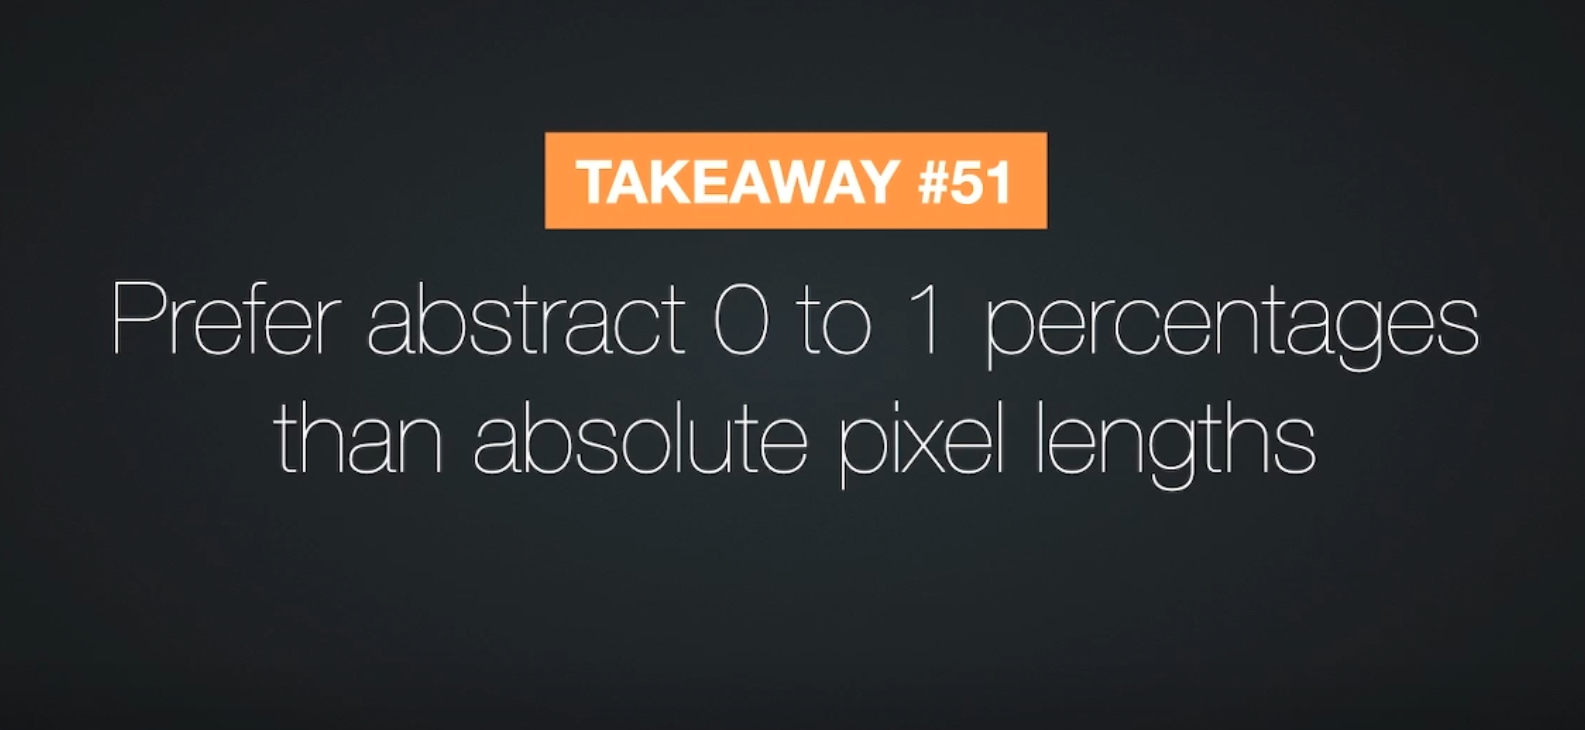 TAKEAWAY #51
Prefer abstract 0 to 1 percentages
than absolute pixel lengths